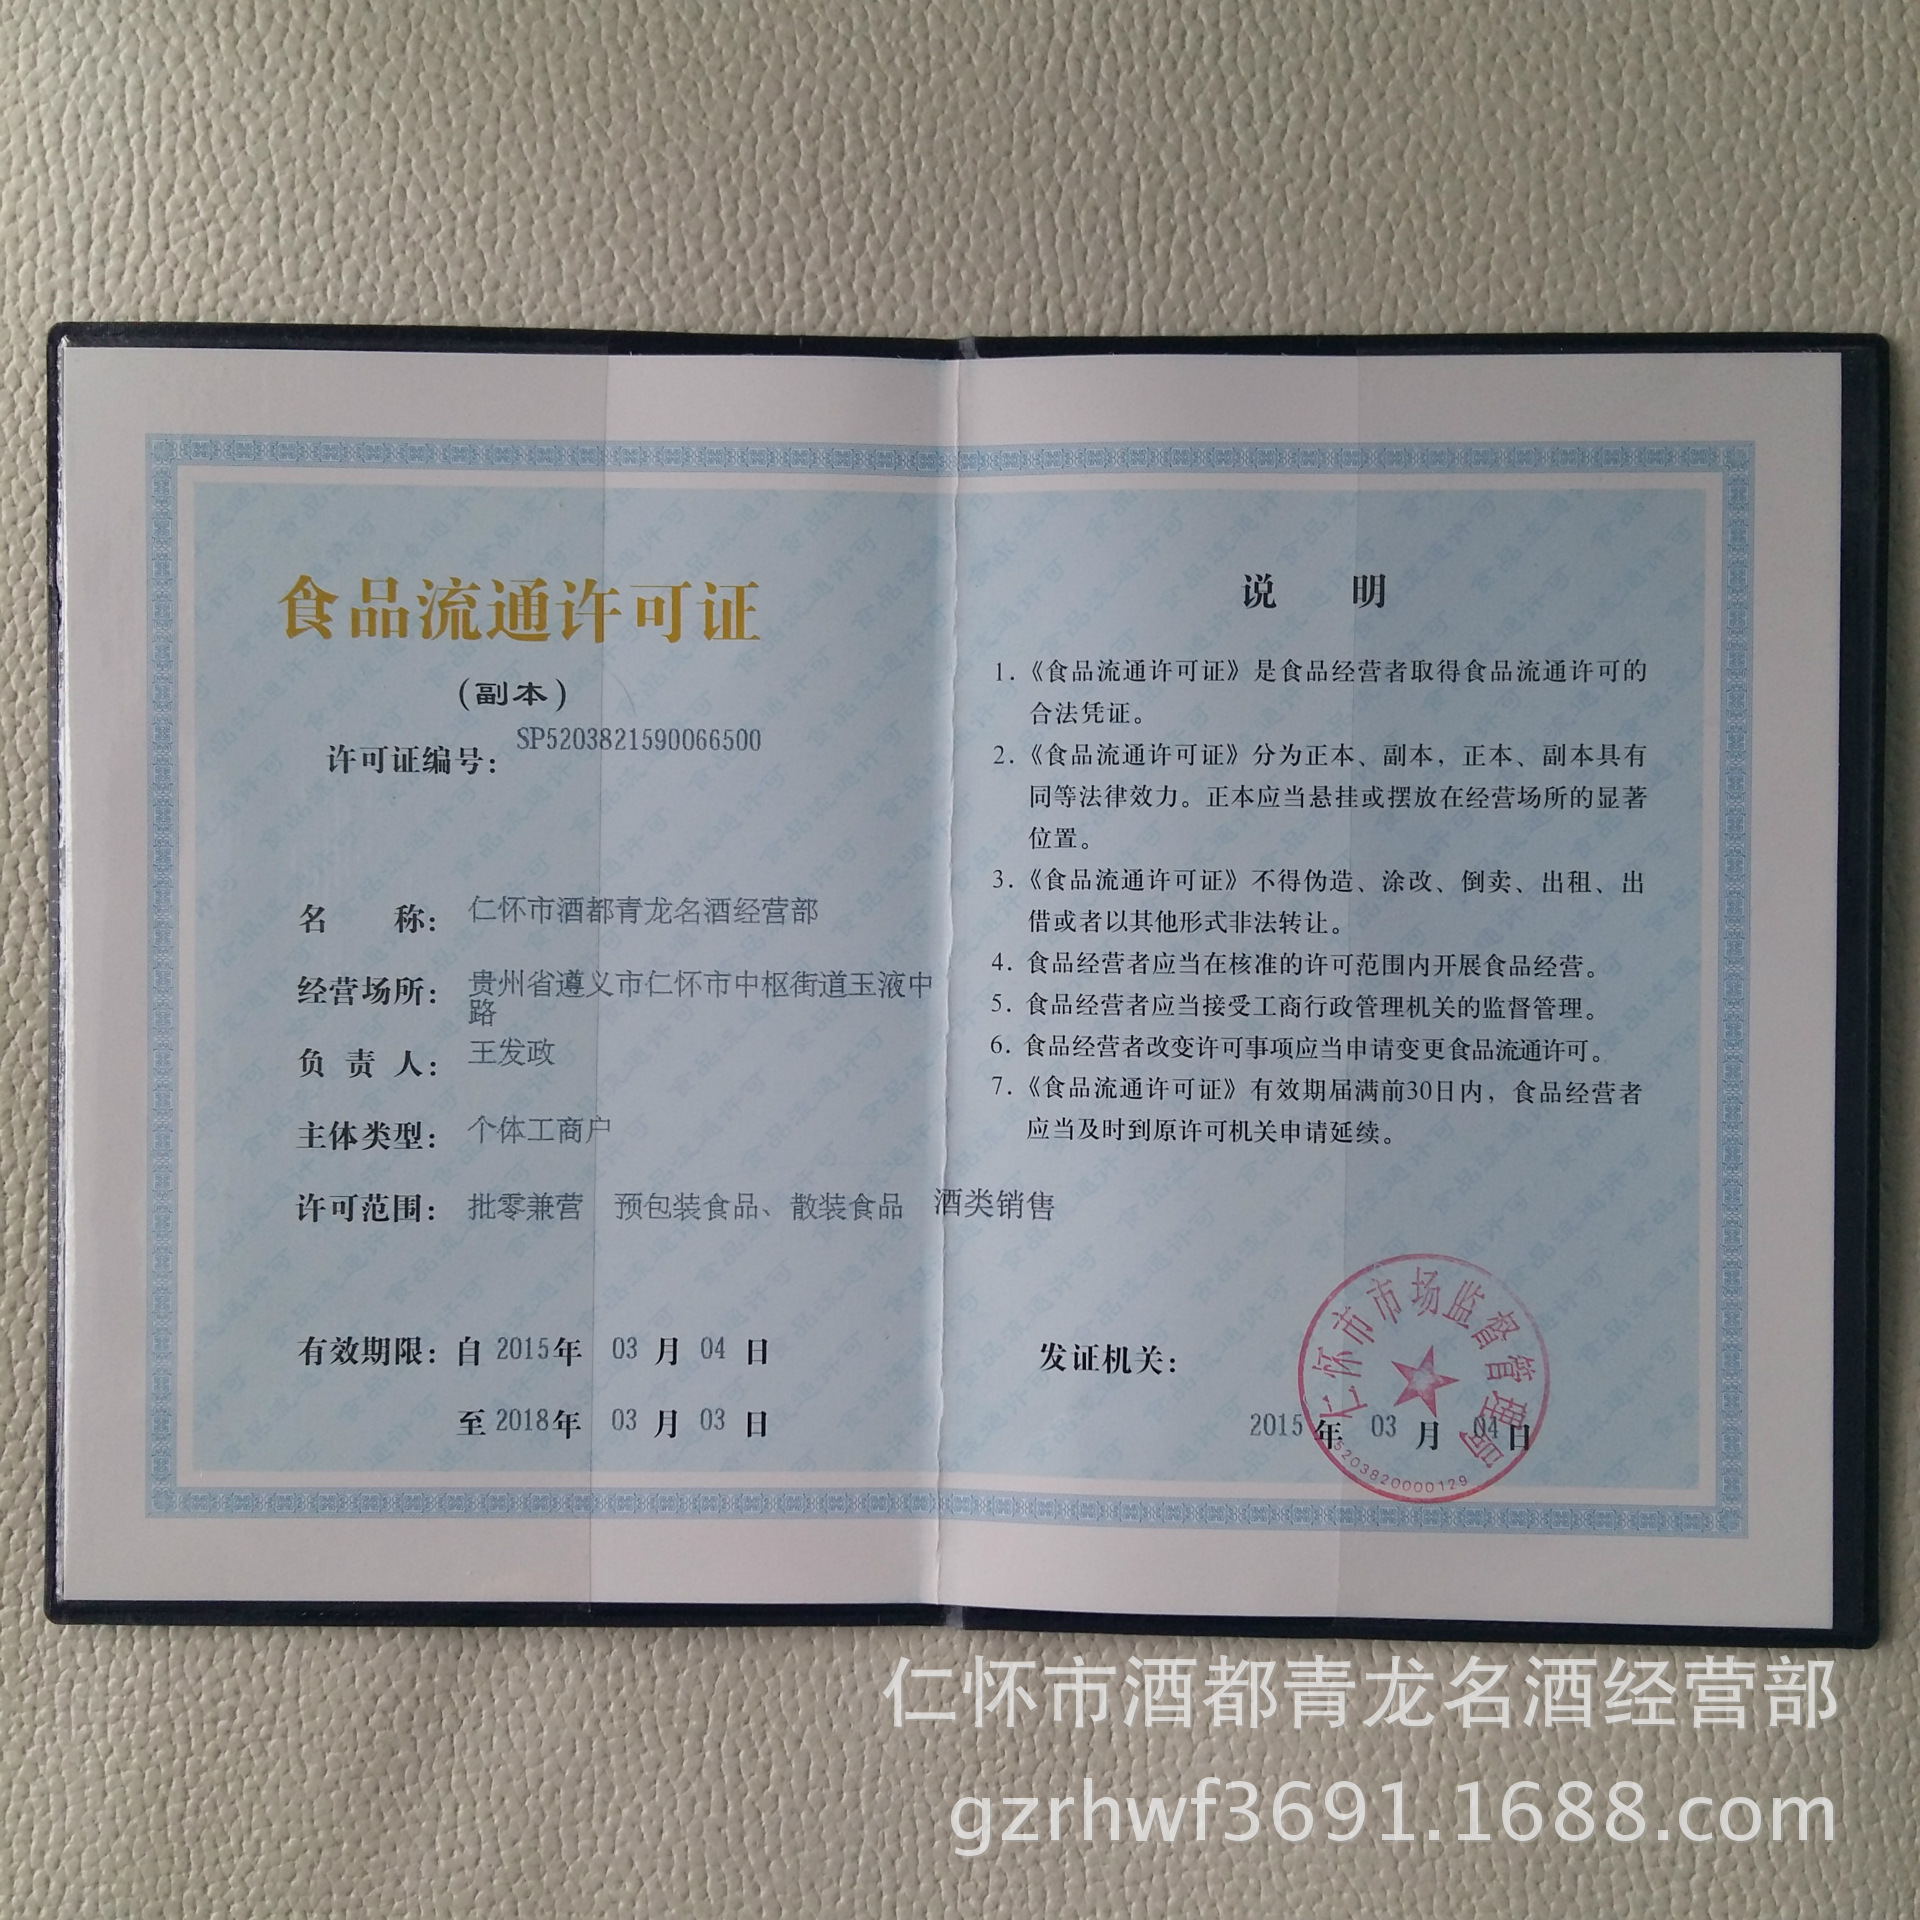 食品流通许可证
(副本)
许可证编号: SP5203821590066500
名 称: 仁怀市酒都青龙名酒经营部
经营场所: 贵州省遵义市仁怀市中枢街道玉液中
路
负 责 人: 王发政
主体类型: 个体工商户
许可范围: 批零兼营 预包装食品、散装食品 酒类销售
有效期限: 自 2015年 03 月 04 日
至 2018年 03 月 03 日
说 明
1.《食品流通许可证》是食品经营者取得食品流通许可的
合法凭证。
2.《食品流通许可证》分为正本、副本，正本、副本具有
同等法律效力。正本应当悬挂或摆放在经营场所的显著
位置。
3.《食品流通许可证》不得伪造、涂改、倒卖、出租、出
借或者以其他形式非法转让。
4. 食品经营者应当在核准的许可范围内开展食品经营。
5. 食品经营者应当接受工商行政管理机关的监督管理。
6. 食品经营者改变许可事项应当申请变更食品流通许可。
7.《食品流通许可证》有效期届满前30日内，食品经营者
应当及时到原许可机关申请延续。
发证机关:
仁怀市市场监督管理局
2015 年 03 月 04 日
5203820000129
仁怀市酒都青龙名酒经营部
gzrhwf3691.1688.com